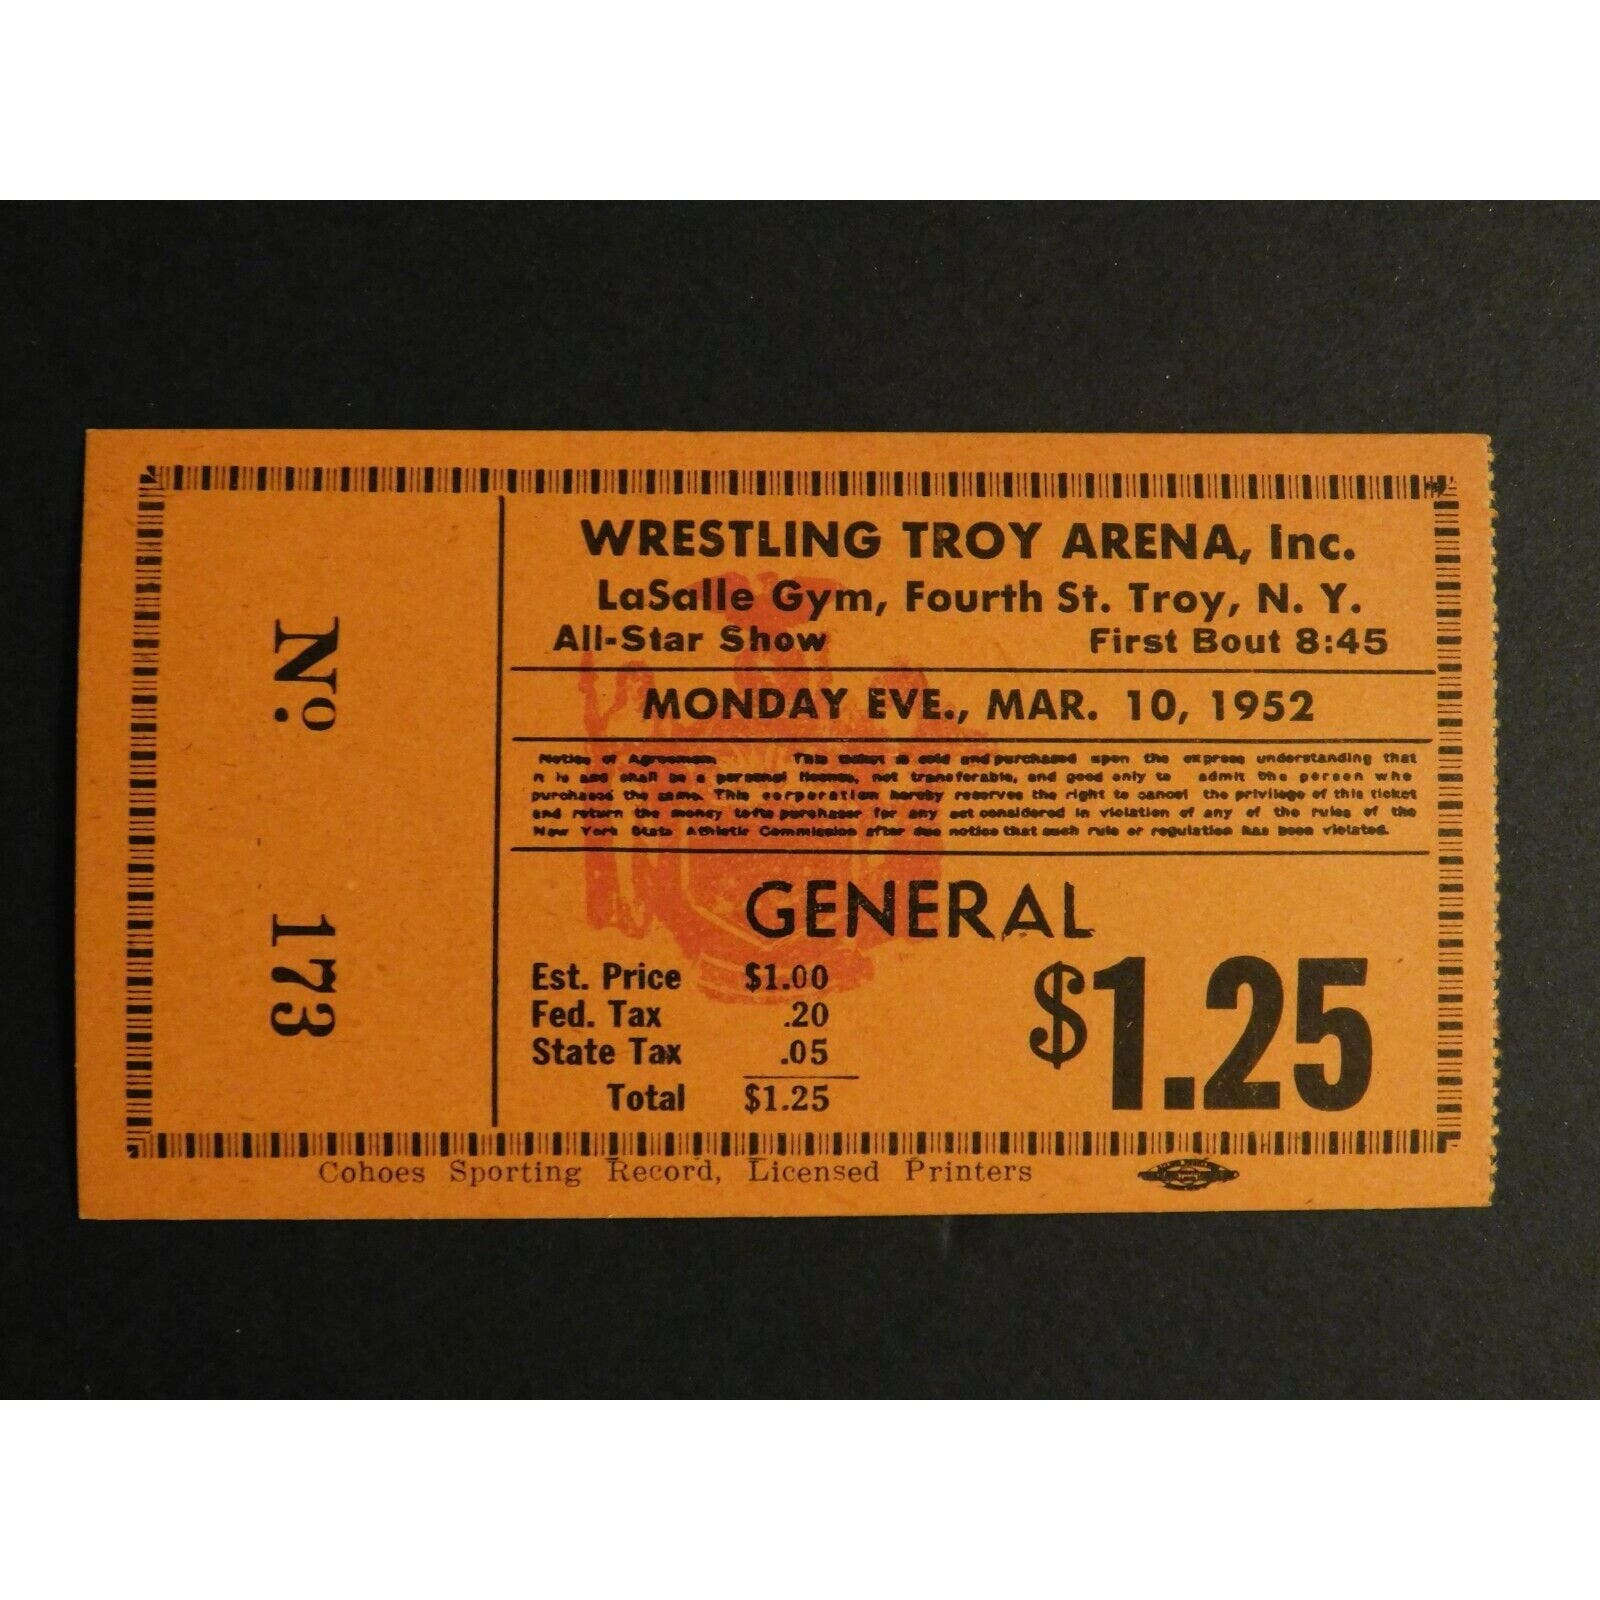 No. 173
WRESTLING TROY ARENA, Inc.
LaSalle Gym, Fourth St. Troy, N. Y.
All-Star Show First Bout 8:45
MONDAY EVE., MAR. 10, 1952
Notice of Agreement. This ticket is sold and purchased upon the express understanding that
it is and shall be a personal license, not transferable, and good only to admit the person who
purchased the same. This corporation hereby reserves the right to cancel the privilege of this ticket
and return the money to the purchaser for any act considered in violation of any of the rules of the
New York State Athletic Commission after due notice that such rule or regulation has been violated.
GENERAL
Est. Price $1.00
Fed. Tax .20
State Tax .05
Total $1.25
$1.25
Cohoes Sporting Record, Licensed Printers